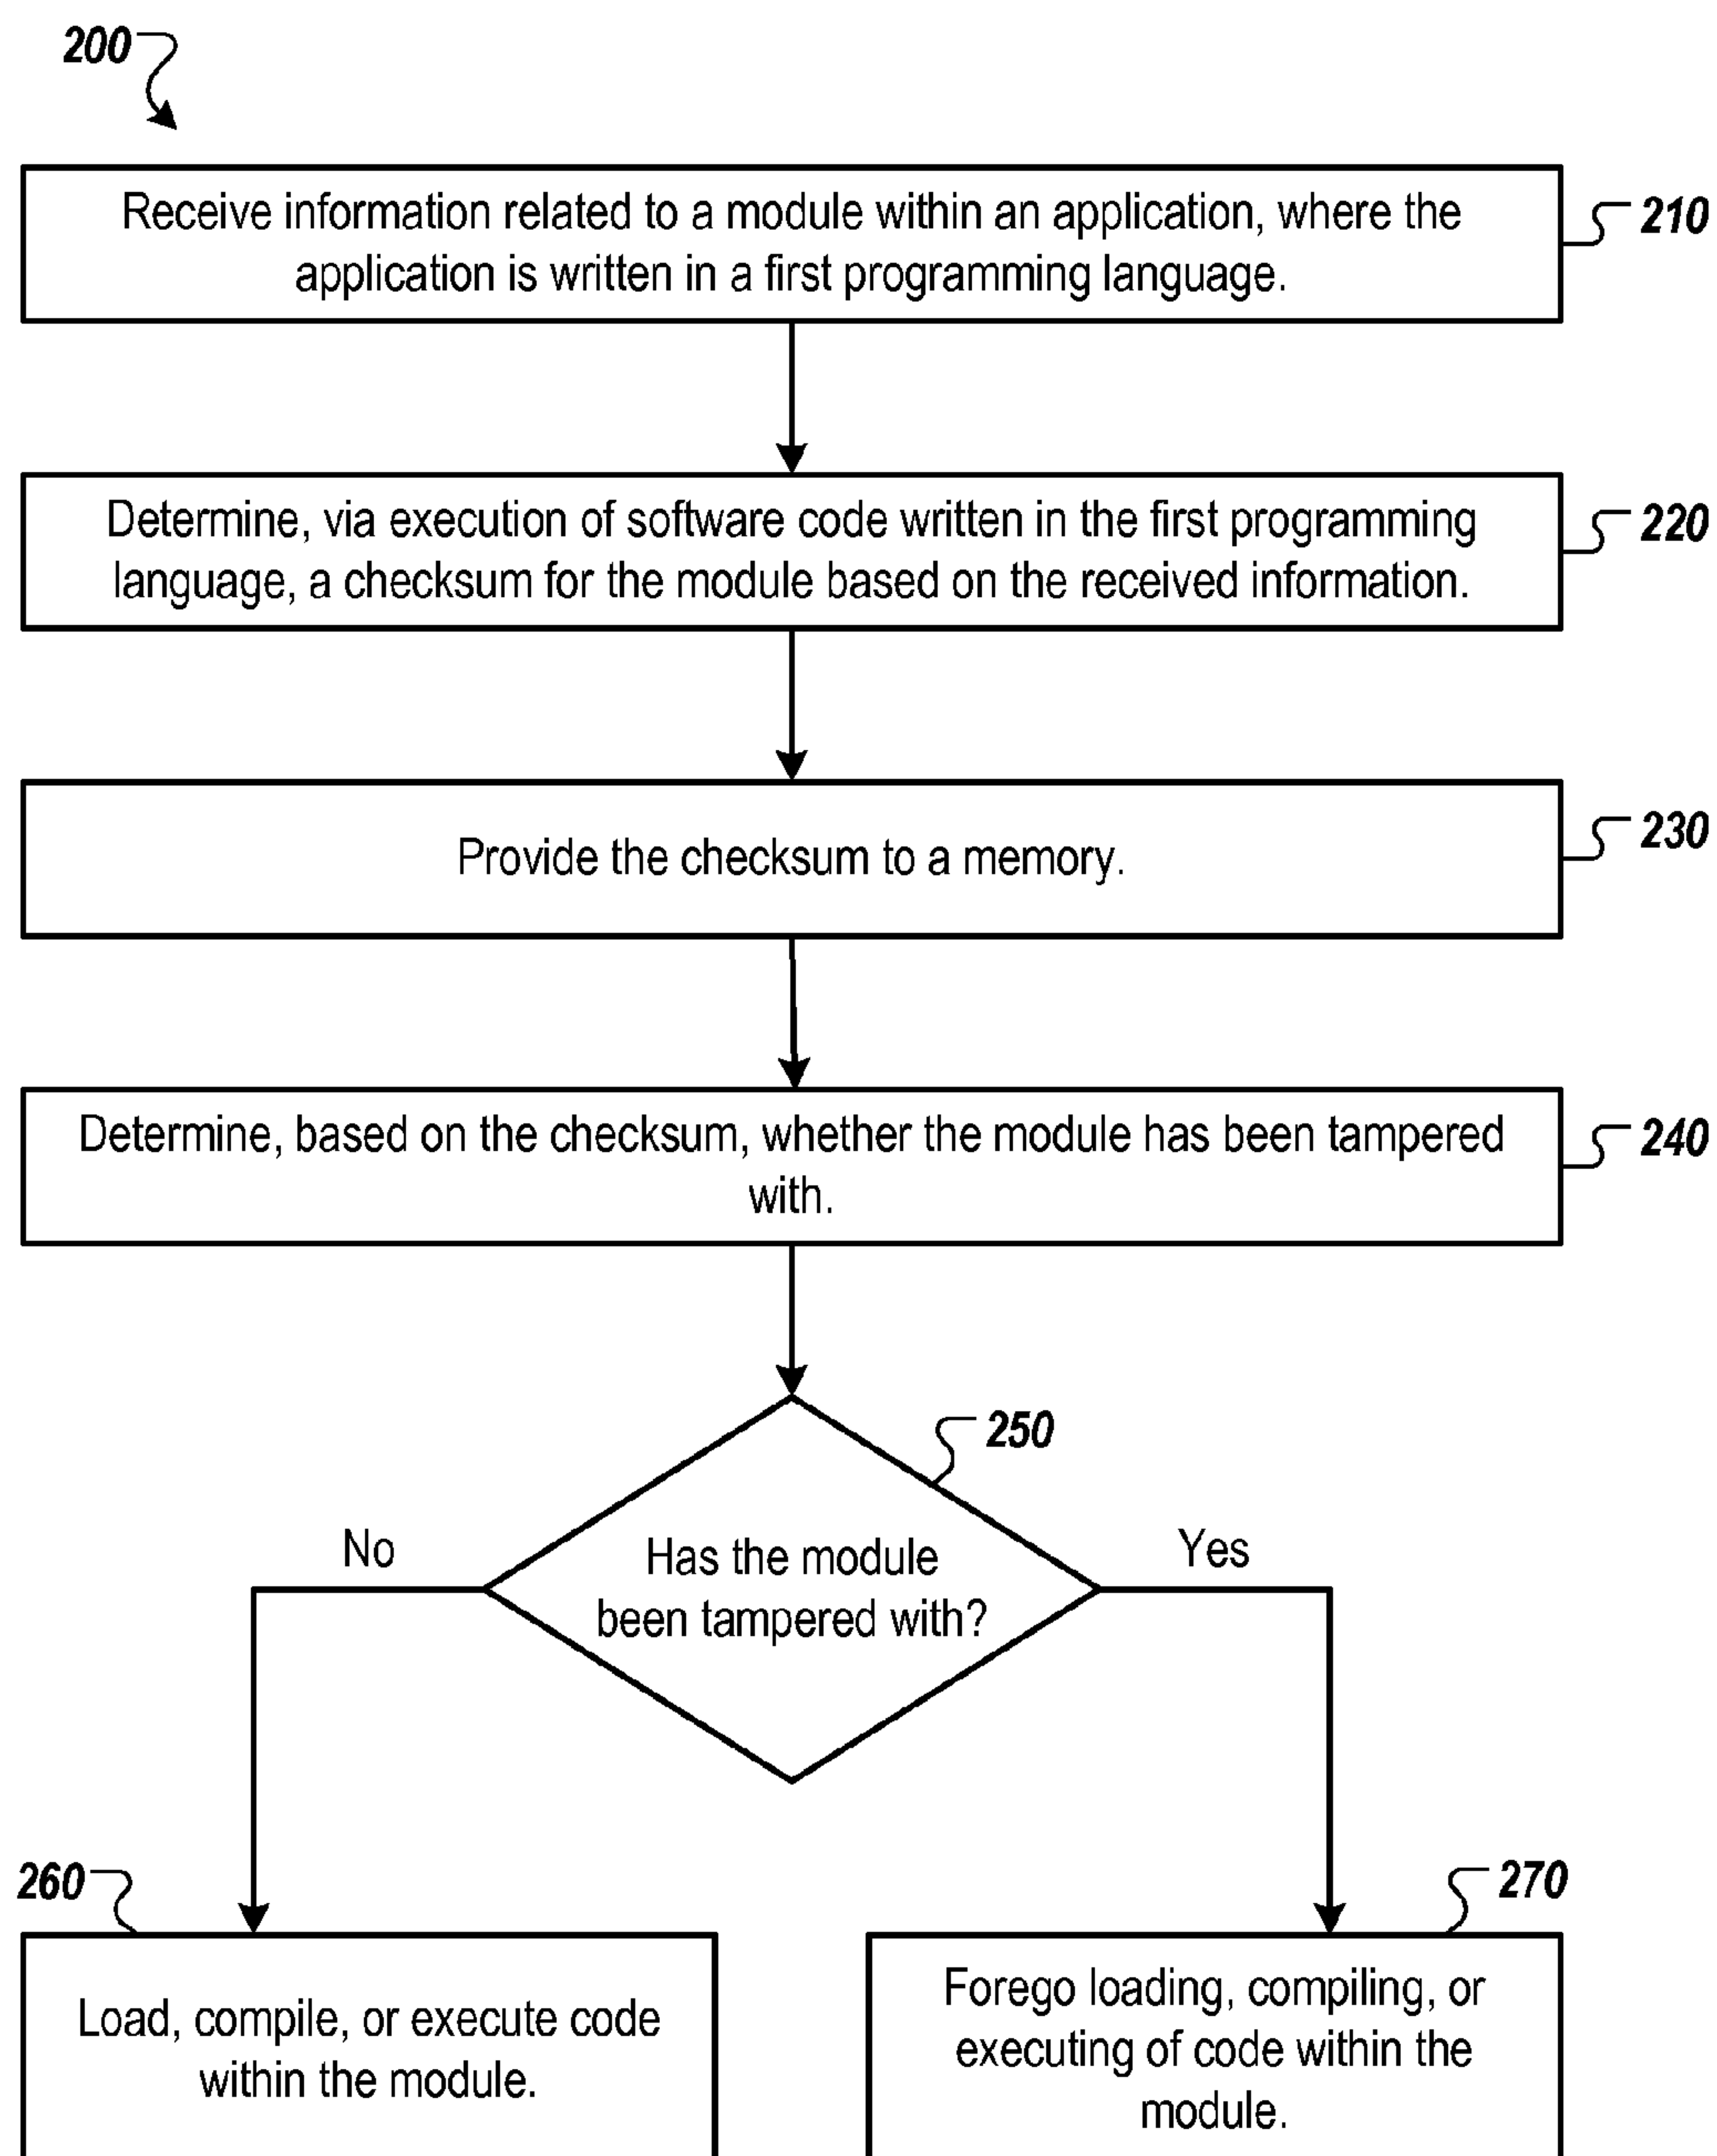 200
Receive information related to a module within an application, where the
application is written in a first programming language.
210
Determine, via execution of software code written in the first programming
language, a checksum for the module based on the received information.
220
Provide the checksum to a memory.
230
Determine, based on the checksum, whether the module has been tampered
with.
240
250
Has the module
been tampered with?
No
Yes
260
Load, compile, or execute code
within the module.
270
Forego loading, compiling, or
executing of code within the
module.